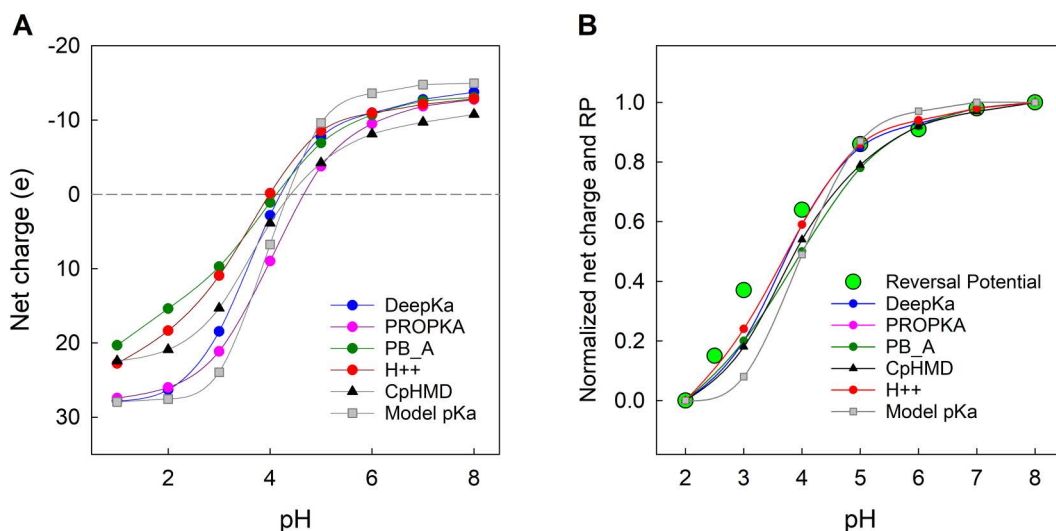 A
Net charge (e)
-20
-10
0
10
20
30
2
4
6
8
pH
DeepKa
PROPKA
PB_A
H++
CpHMD
Model pKa
B
Normalized net charge and RP
1.0
0.8
0.6
0.4
0.2
0.0
2
3
4
5
6
7
8
pH
Reversal Potential
DeepKa
PROPKA
PB_A
CpHMD
H++
Model pKa